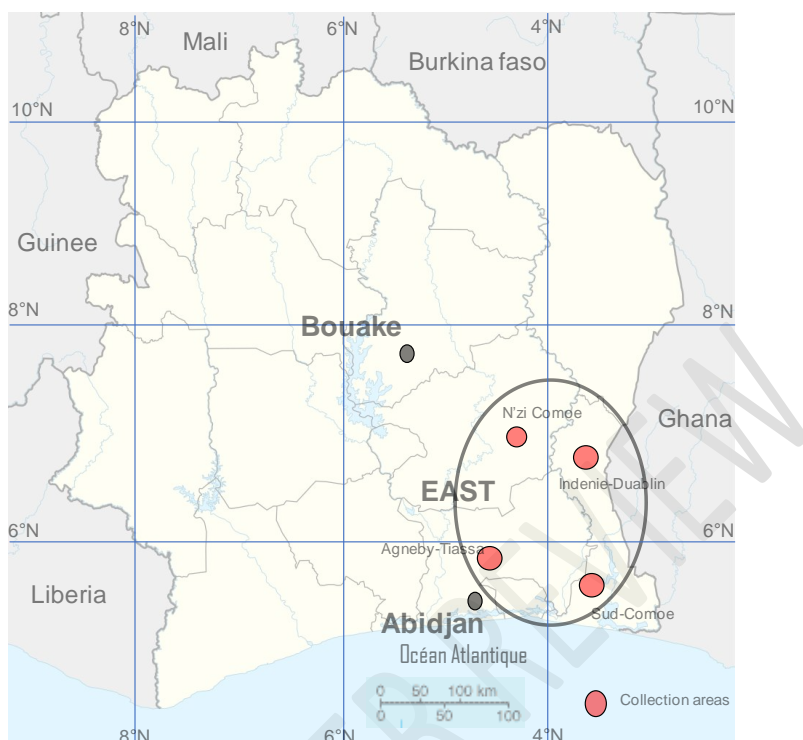 8°N
6°N
4°N
Mali
Burkina faso
10°N
10°N
Guinee
8°N
8°N
Bouake
N'zi Comoe
Ghana
EAST
Indenie-Duablin
6°N
6°N
Agneby-Tiassa
Liberia
Sud-Comoe
Abidjan
Océan Atlantique
0 50 100 km
0 50 100
Collection areas
8°N
6°N
4°N
ER REVIEW